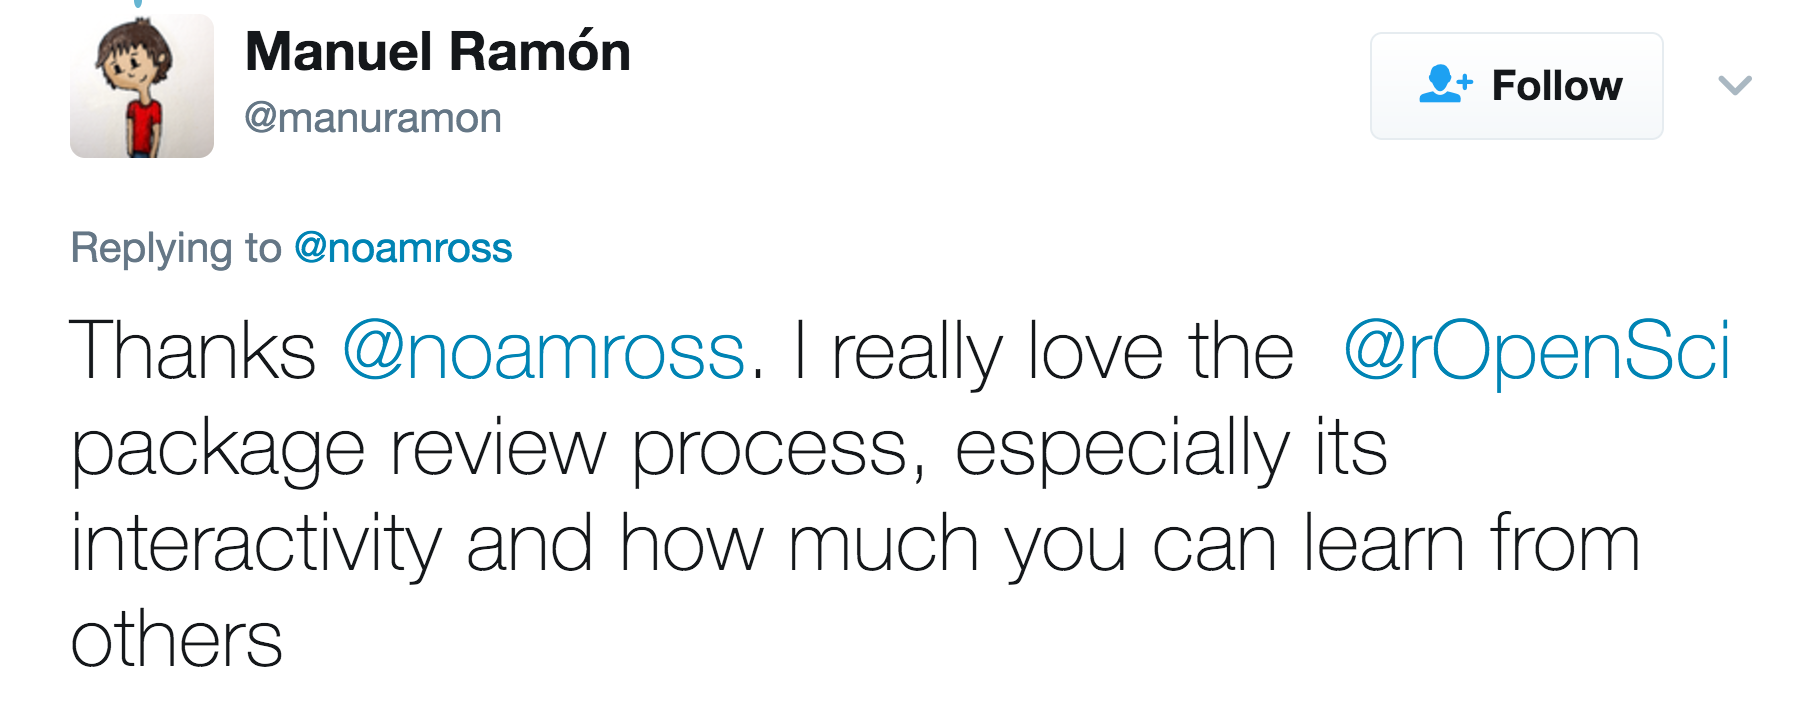 Manuel Ramón
@manuramon
Follow
Replying to @noamross
Thanks @noamross. I really love the @rOpenSci
package review process, especially its
interactivity and how much you can learn from
others